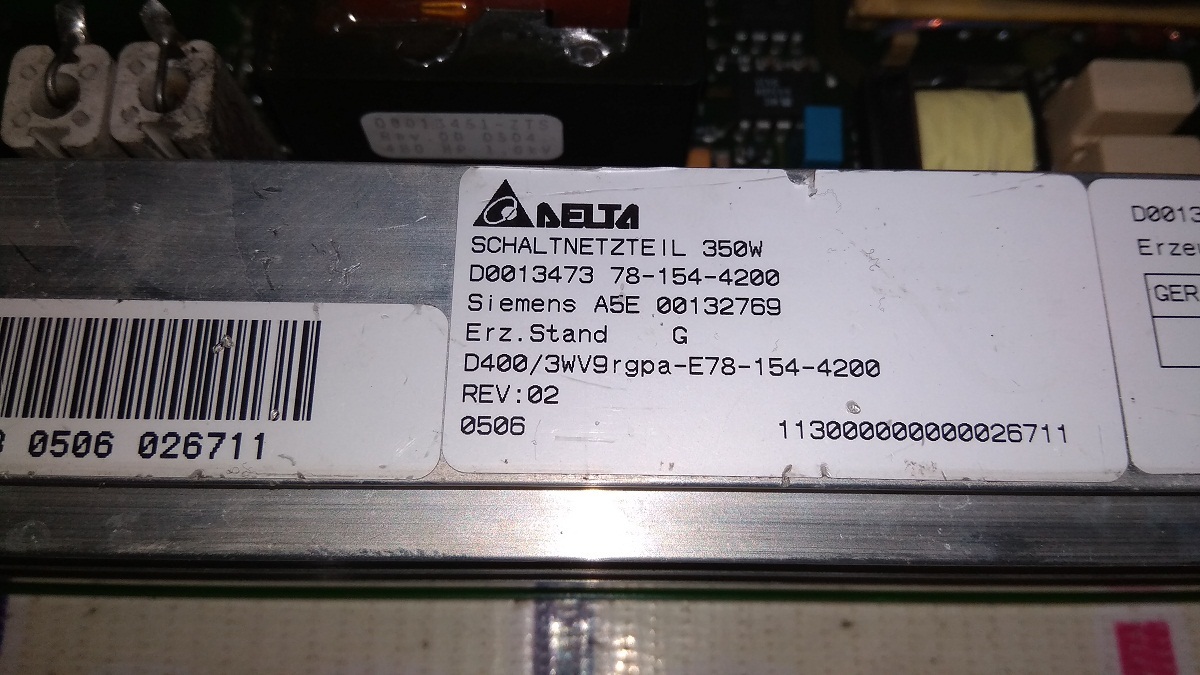 DELTA
SCHALTNETZTEIL 350W
D0013473 78-154-4200
Siemens A5E 00132769
Erz.Stand G
D400/3WV9rgpa-E78-154-4200
REV:02
0506 113000000000026711
0506 026711
D0013
GER